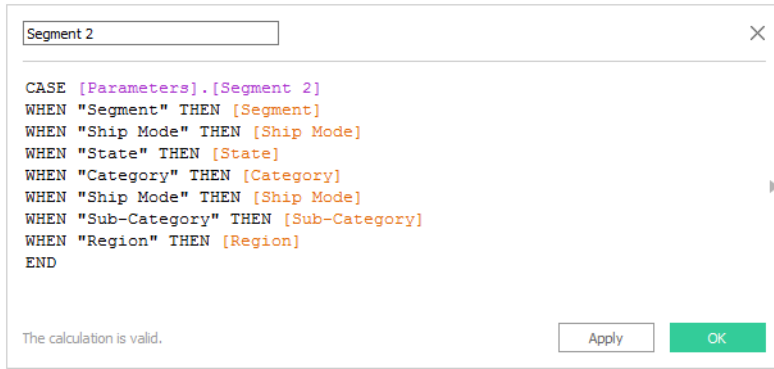 Segment 2
CASE [Parameters].[Segment 2]
WHEN "Segment" THEN [Segment]
WHEN "Ship Mode" THEN [Ship Mode]
WHEN "State" THEN [State]
WHEN "Category" THEN [Category]
WHEN "Ship Mode" THEN [Ship Mode]
WHEN "Sub-Category" THEN [Sub-Category]
WHEN "Region" THEN [Region]
END
The calculation is valid. Apply OK